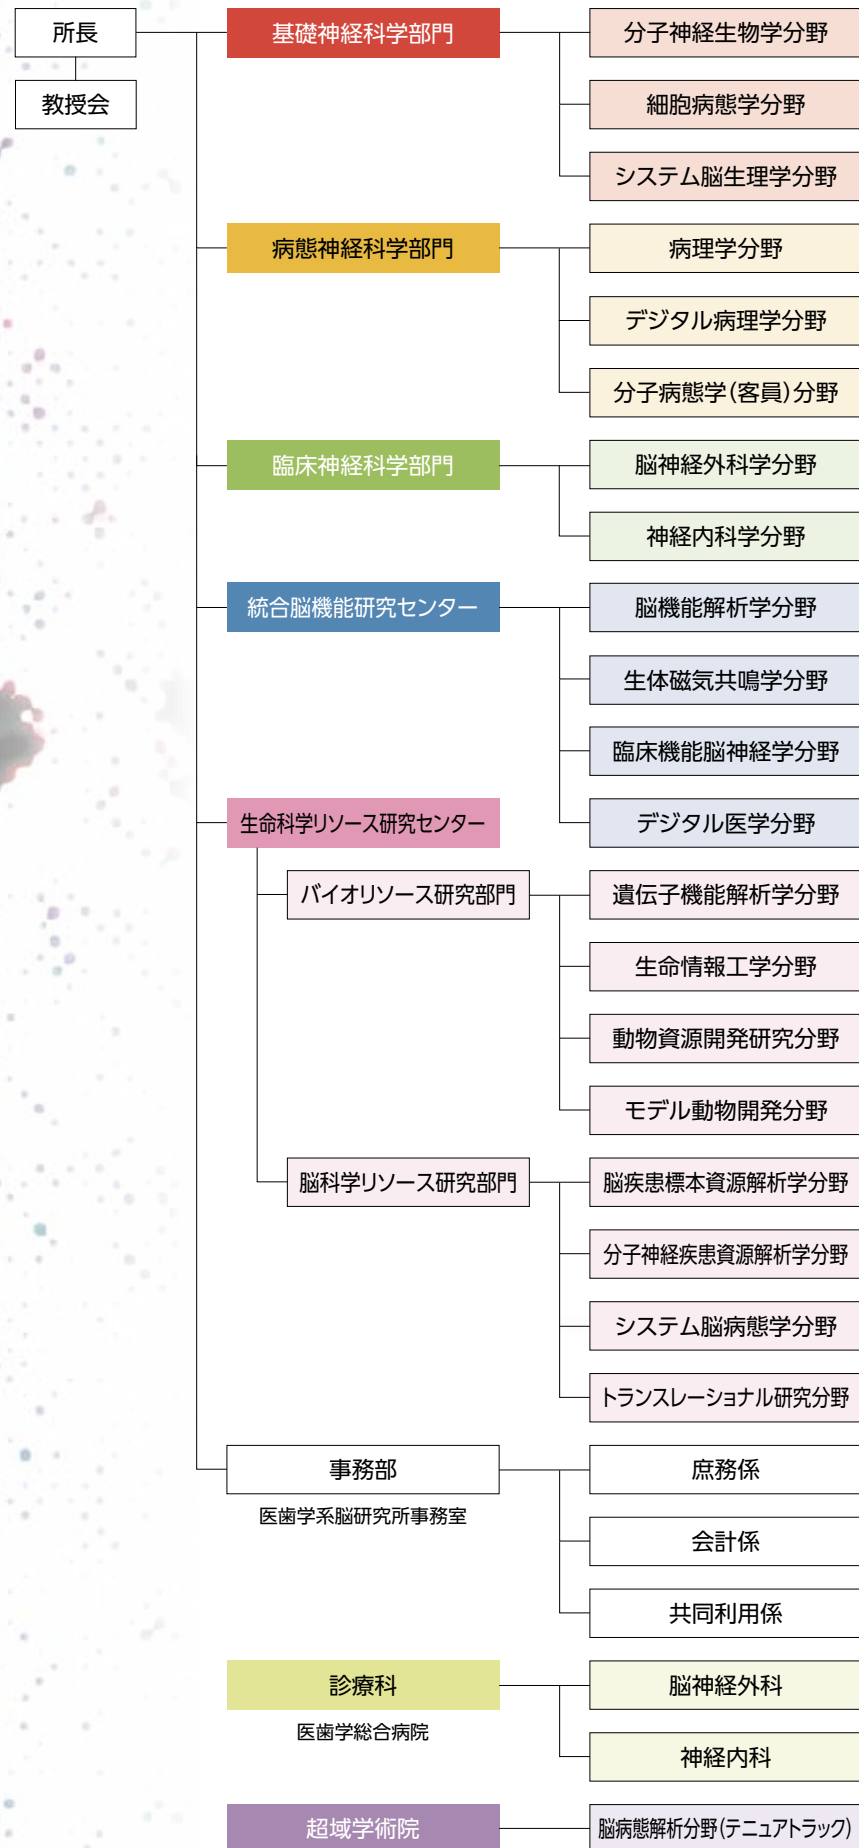 所長
教授会
基礎神経科学部門
分子神経生物学分野
細胞病態学分野
システム脳生理学分野
病態神経科学部門
病理学分野
デジタル病理学分野
分子病態学(客員)分野
臨床神経科学部門
脳神経外科学分野
神経内科学分野
統合脳機能研究センター
脳機能解析学分野
生体磁気共鳴学分野
臨床機能脳神経学分野
デジタル医学分野
生命科学リソース研究センター
バイオリソース研究部門
遺伝子機能解析学分野
生命情報工学分野
動物資源開発研究分野
モデル動物開発分野
脳科学リソース研究部門
脳疾患標本資源解析学分野
分子神経疾患資源解析学分野
システム脳病態学分野
トランスレーショナル研究分野
事務部
医歯学系脳研究所事務室
庶務係
会計係
共同利用係
診療科
医歯学総合病院
脳神経外科
神経内科
超域学術院
脳病態解析分野(テニュアトラック)